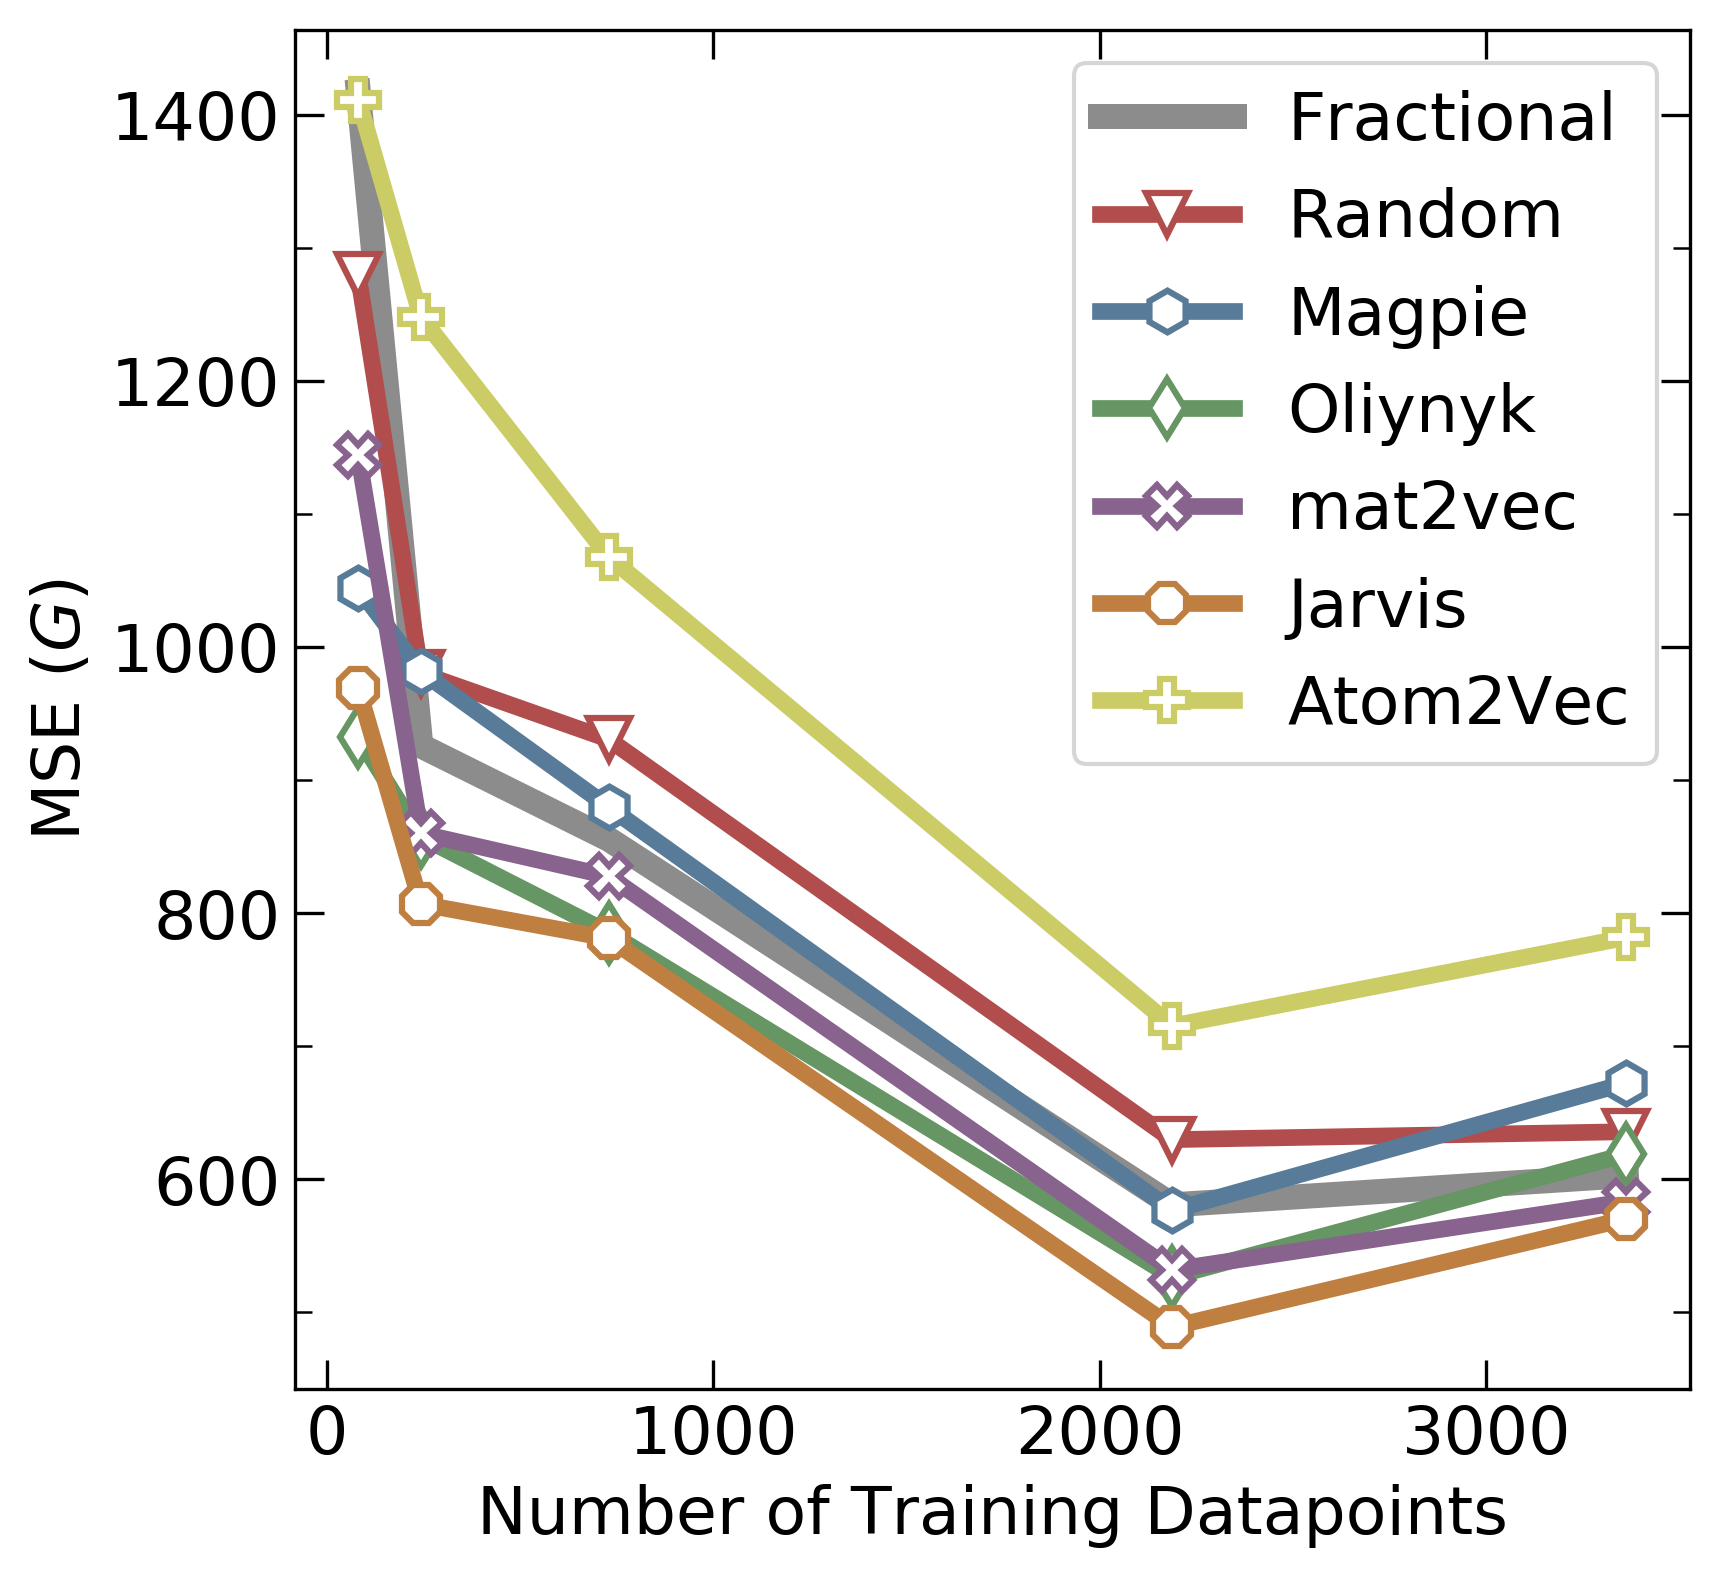 1400
1200
1000
800
600
MSE (G)
0 1000 2000 3000
Number of Training Datapoints
Fractional
Random
Magpie
Oliynyk
mat2vec
Jarvis
Atom2Vec